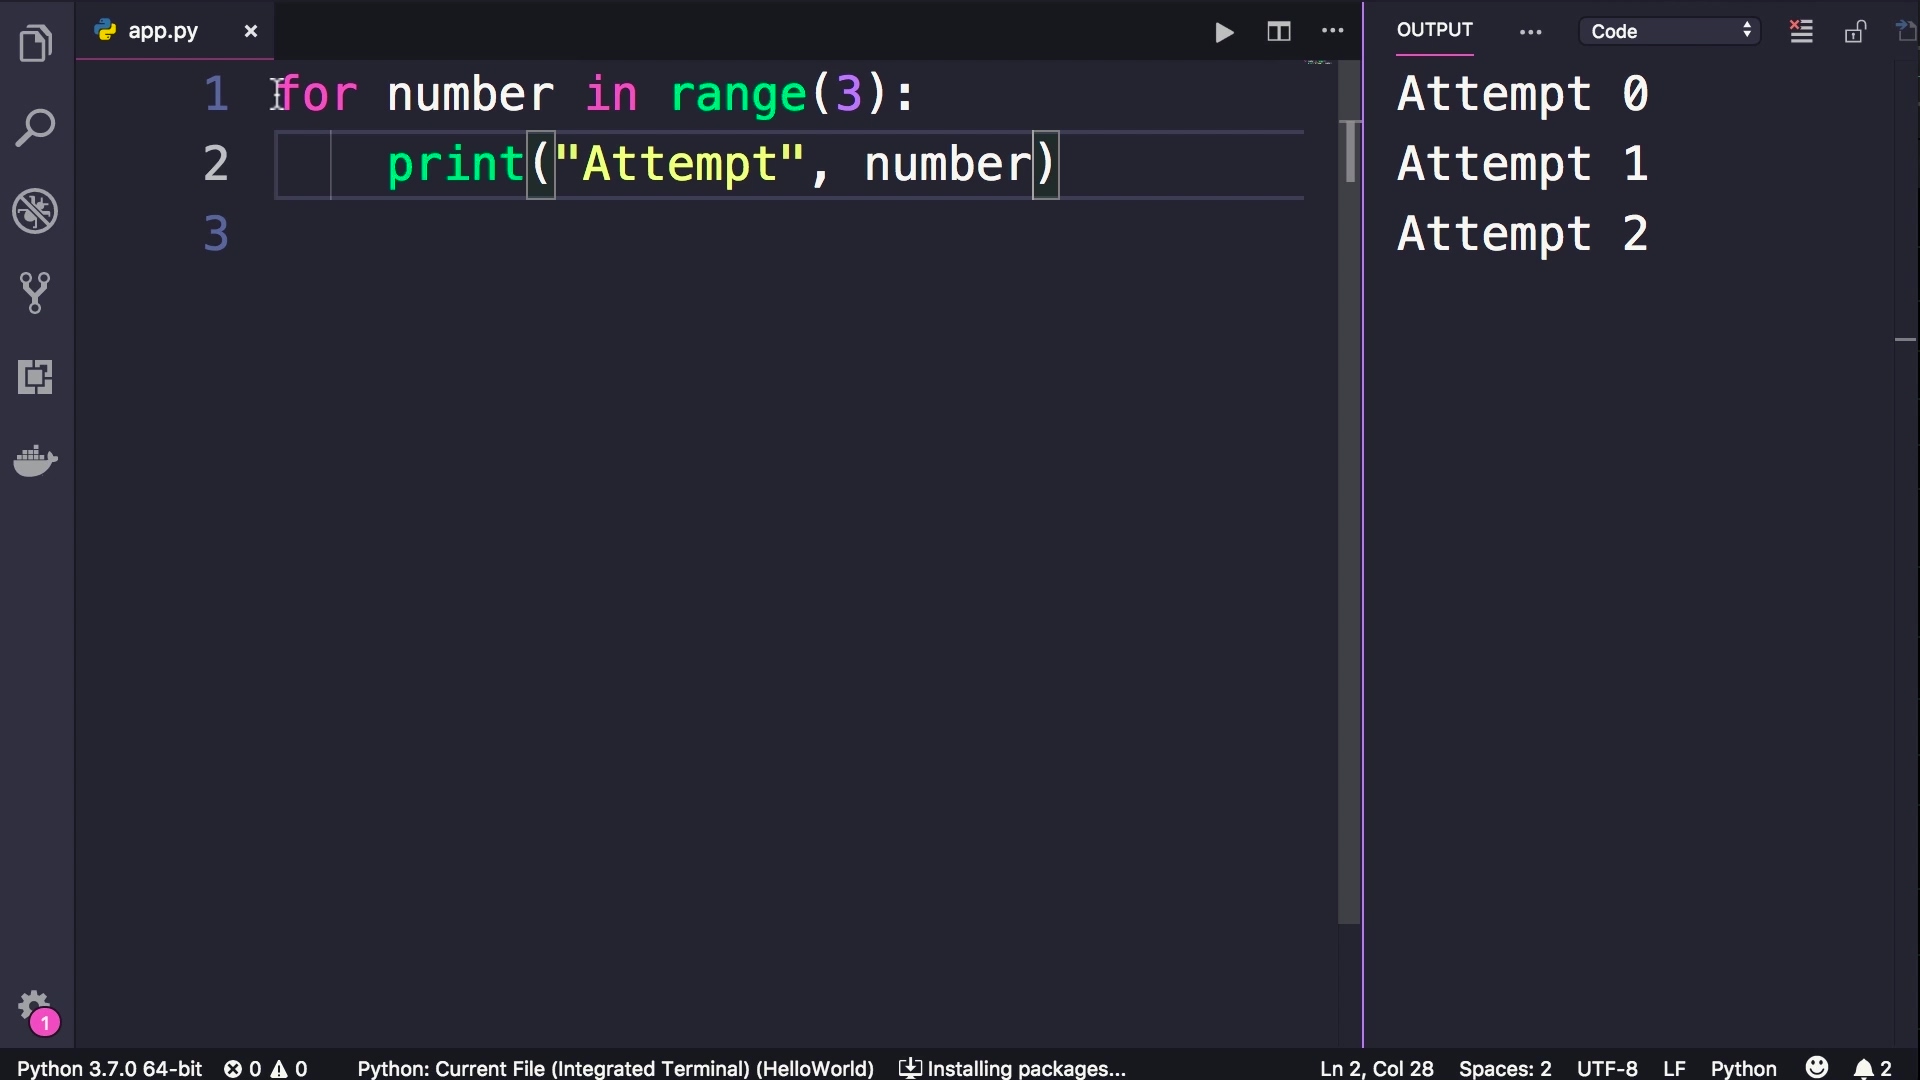 app.py
OUTPUT
Code
1 for number in range(3):
2     print("Attempt", number)
3
Attempt 0
Attempt 1
Attempt 2
1
Python 3.7.0 64-bit 0 0 Python: Current File (Integrated Terminal) (HelloWorld) Installing packages... Ln 2, Col 28 Spaces: 2 UTF-8 LF Python 2